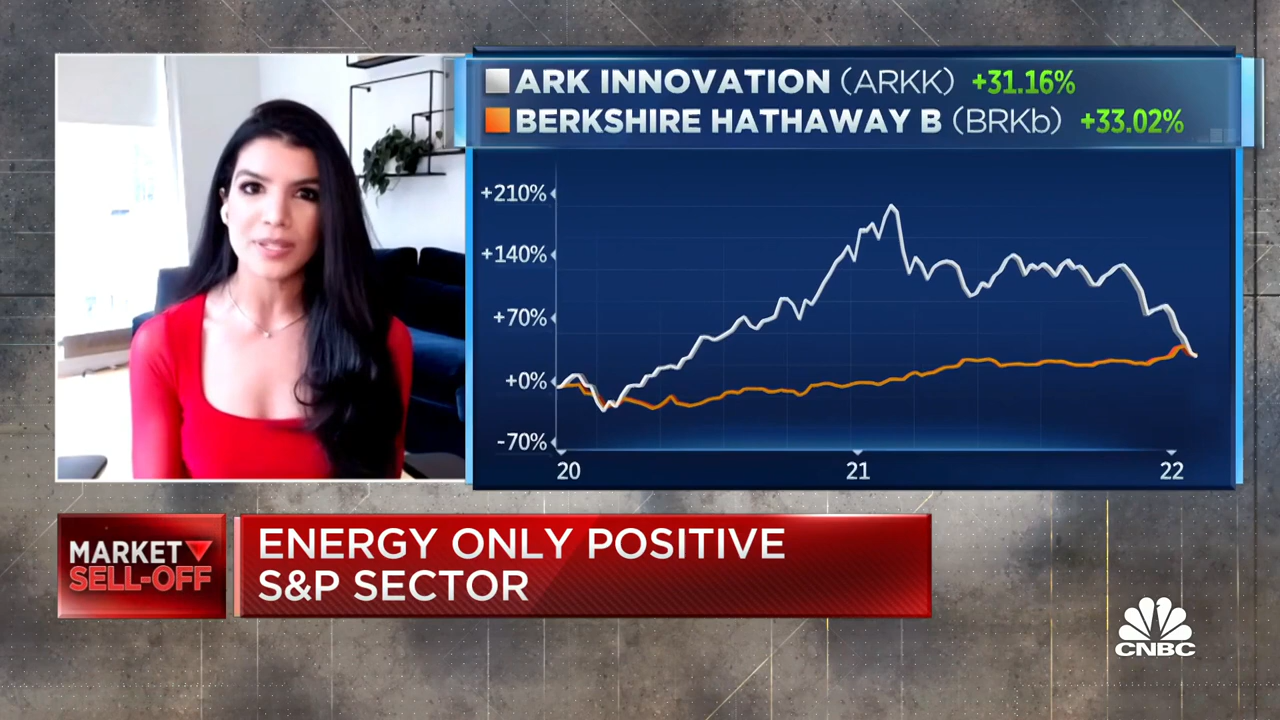 ARK INNOVATION (ARKK) +31.16%
BERKSHIRE HATHAWAY B (BRKb) +33.02%
+210%
+140%
+70%
+0%
-70%
20 21 22
MARKET
SELL-OFF
ENERGY ONLY POSITIVE
S&P SECTOR
CNBC